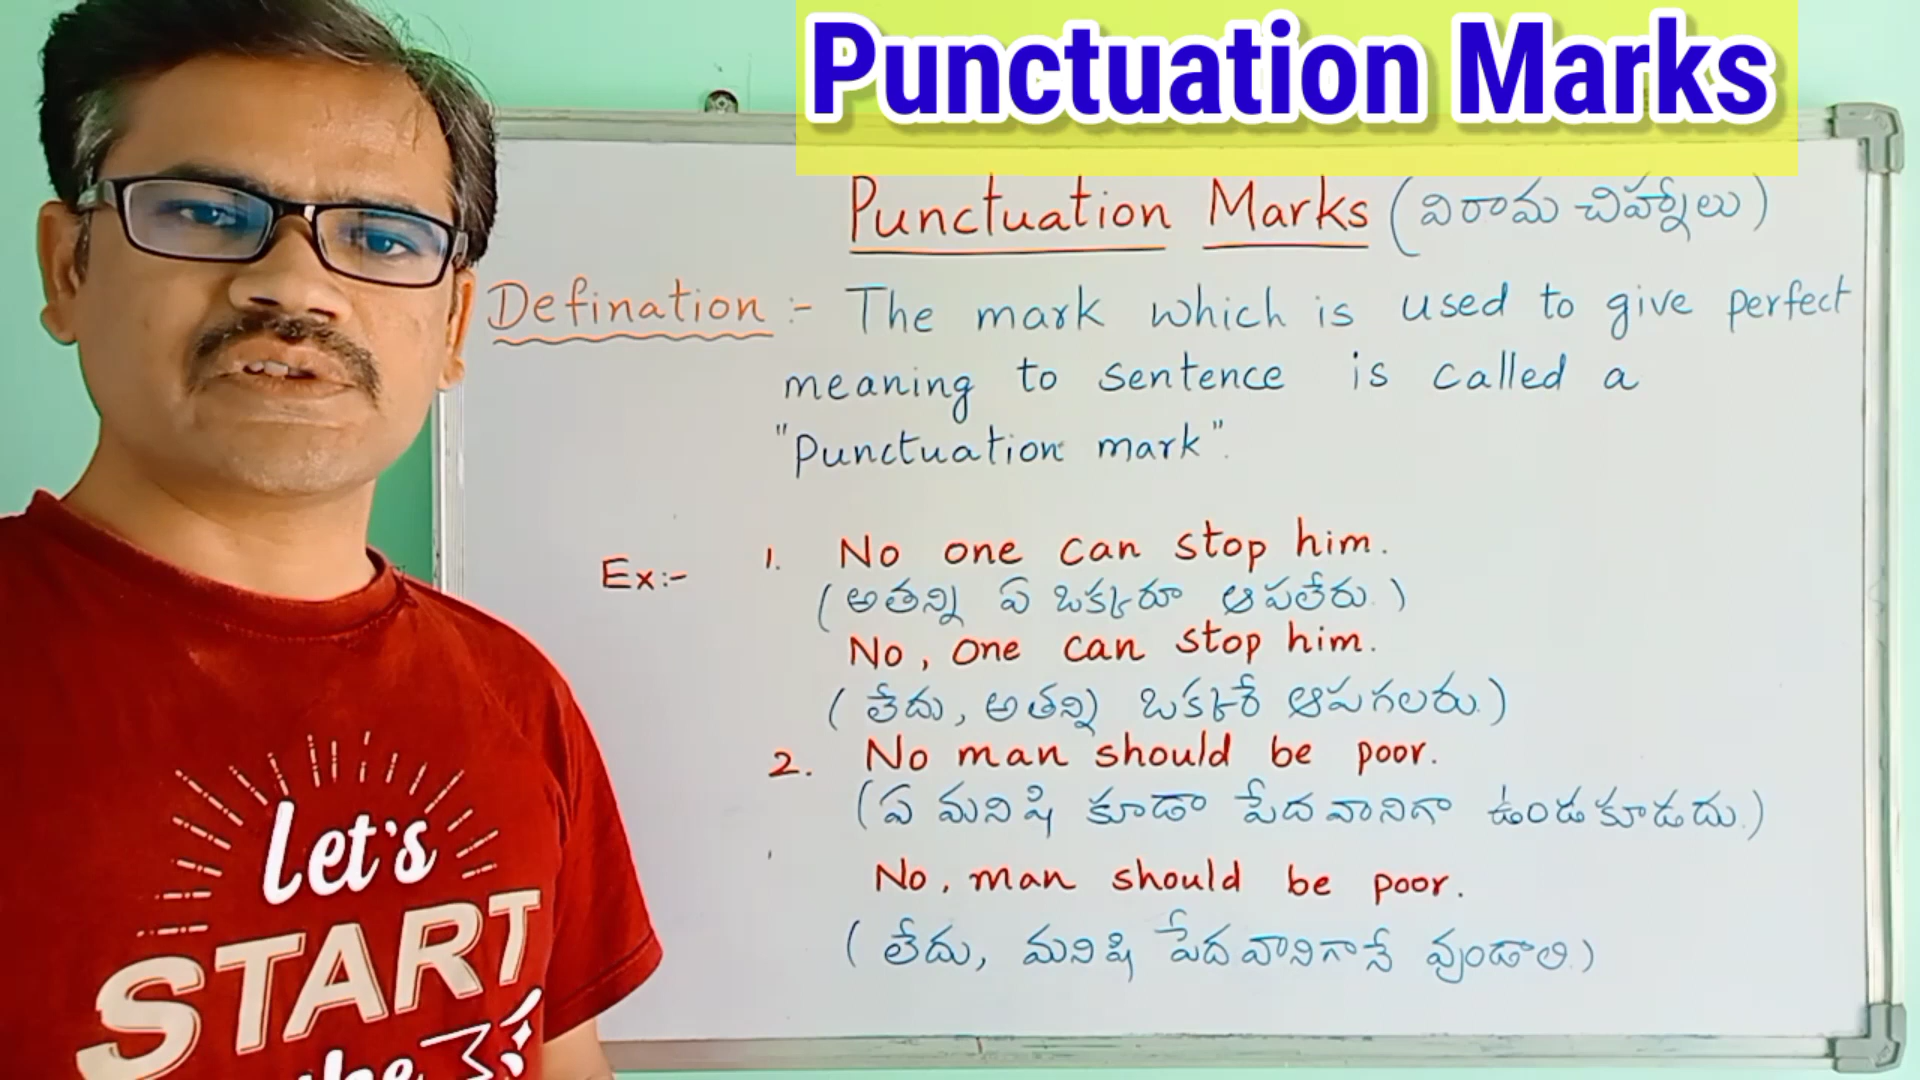 Punctuation Marks
Punctuation Marks (విరామ చిహ్నాలు)
Defination :- The mark which is used to give perfect
meaning to sentence is called a
"Punctuation mark".
Ex:- 1. No one can stop him.
(అతన్ని ఏ ఒక్కరూ ఆపలేరు.)
No, one can stop him.
(లేదు, అతన్ని ఒక్కరే ఆపగలరు.)
2. No man should be poor.
(ఏ మనిషి కూడా పేదవానిగా ఉండకూడదు.)
No, man should be poor.
(లేదు, మనిషి పేదవానిగానే వుండాలి.)
Let's
START
the